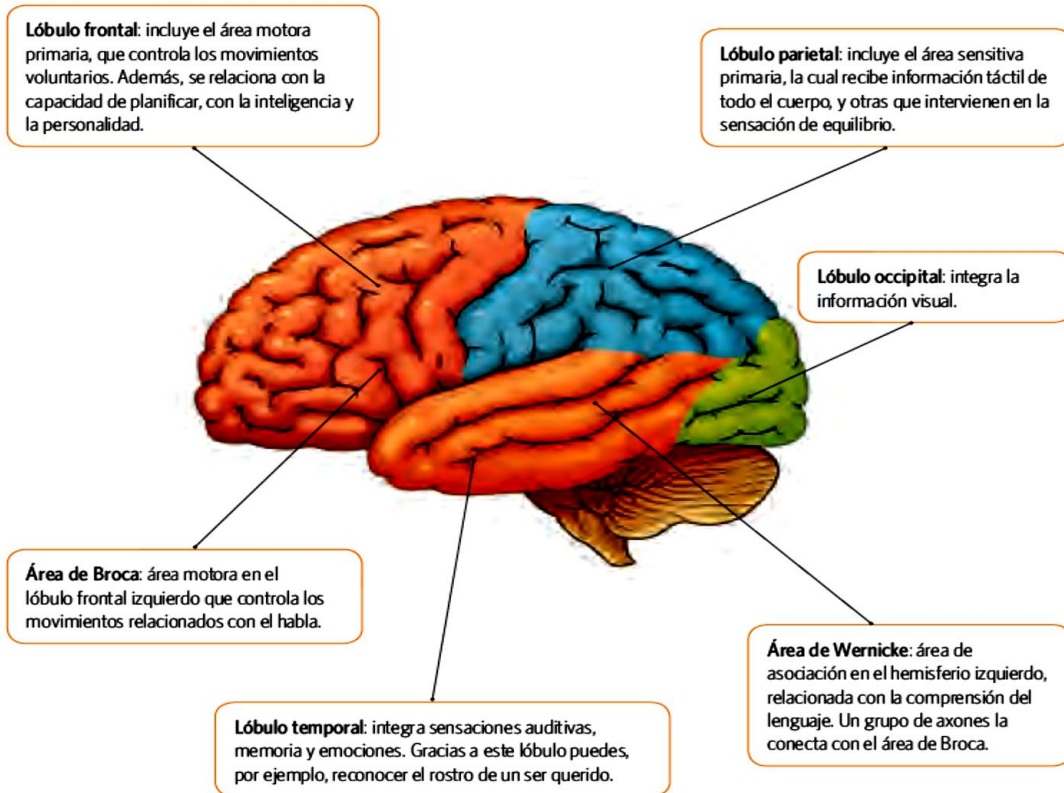 Lóbulo frontal: incluye el área motora
primaria, que controla los movimientos
voluntarios. Además, se relaciona con la
capacidad de planificar, con la inteligencia y
la personalidad.
Lóbulo parietal: incluye el área sensitiva
primaria, la cual recibe información táctil de
todo el cuerpo, y otras que intervienen en la
sensación de equilibrio.
Lóbulo occipital: integra la
información visual.
Área de Broca: área motora en el
lóbulo frontal izquierdo que controla los
movimientos relacionados con el habla.
Área de Wernicke: área de
asociación en el hemisferio izquierdo,
relacionada con la comprensión del
lenguaje. Un grupo de axones la
conecta con el área de Broca.
Lóbulo temporal: integra sensaciones auditivas,
memoria y emociones. Gracias a este lóbulo puedes,
por ejemplo, reconocer el rostro de un ser querido.